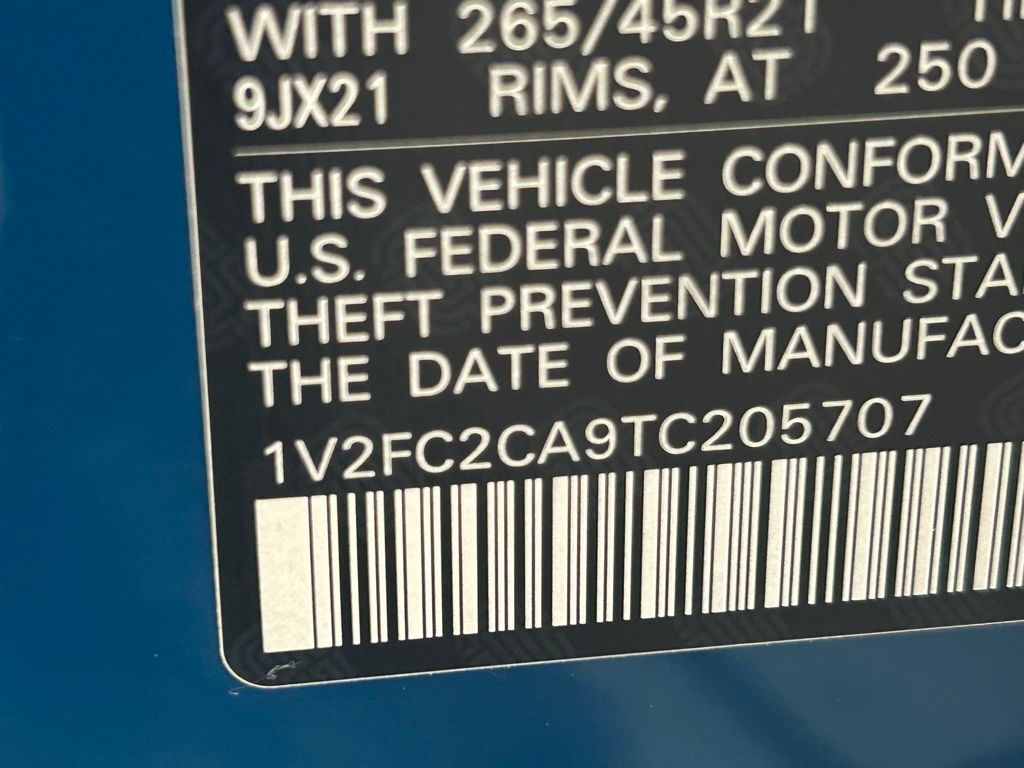 WITH 265/45R21
9JX21 RIMS, AT 250
THIS VEHICLE CONFORM
U.S. FEDERAL MOTOR V
THEFT PREVENTION STA
THE DATE OF MANUFAC
1V2FC2CA9TC205707